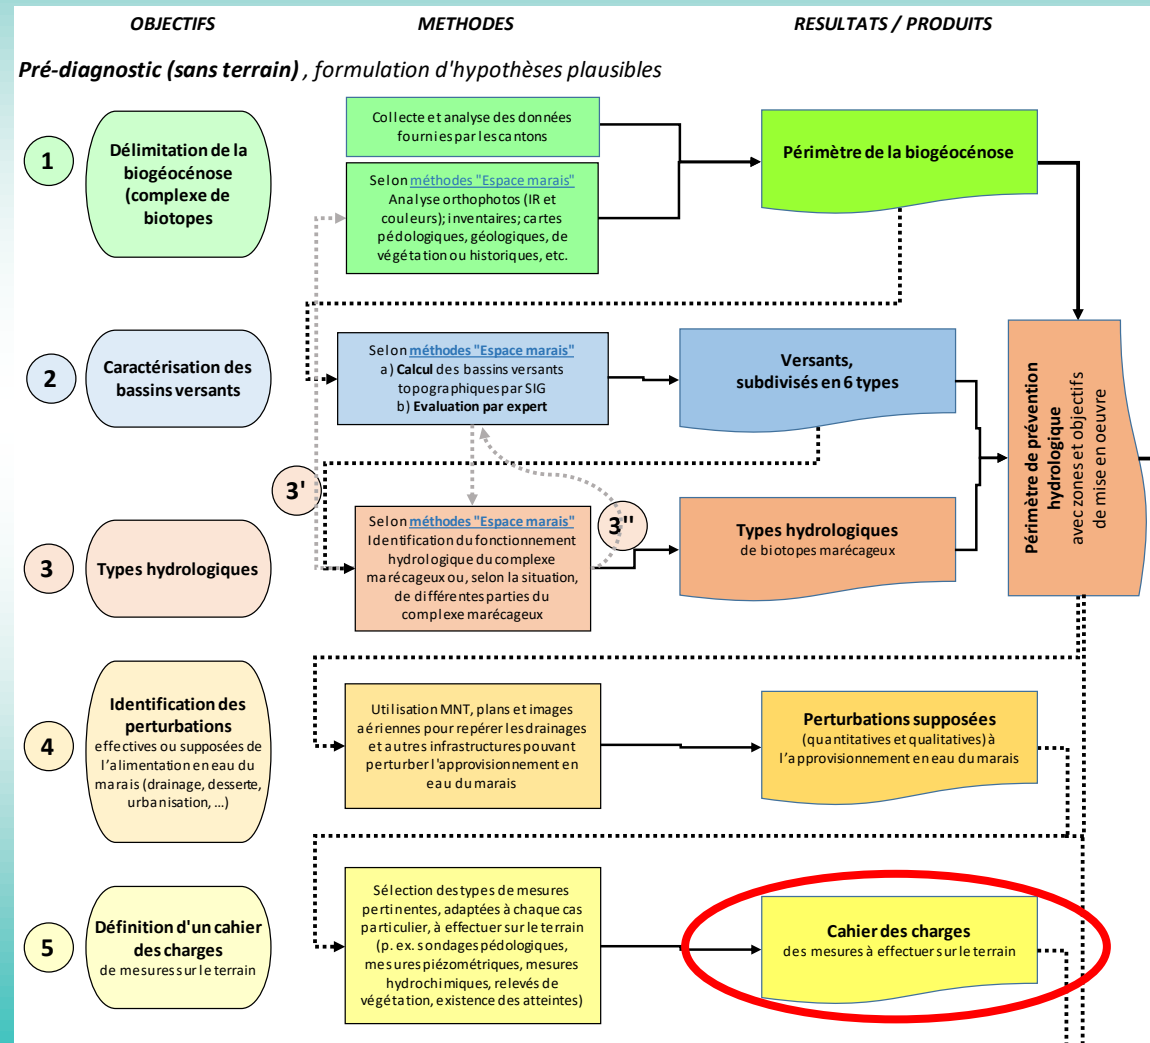 OBJECTIFS
METHODES
RESULTATS / PRODUITS
Pré-diagnostic (sans terrain) , formulation d'hypothèses plausibles
1
Délimitation de la
biogéocénose
(complexe de
biotopes
Collecte et analyse des données
fournies par les cantons
Selon méthodes "Espace marais"
Analyse orthophotos (IR et
couleurs); inventaires; cartes
pédologiques, géologiques, de
végétation ou historiques, etc.
Périmètre de la biogéocénose
2
Caractérisation des
bassins versants
Selon méthodes "Espace marais"
a) Calcul des bassins versants
topographiques par SIG
b) Evaluation par expert
Versants,
subdivisés en 6 types
Périmètre de prévention
hydrologique
avec zones et objectifs
de mise en oeuvre
3'
3''
3
Types hydrologiques
Selon méthodes "Espace marais"
Identification du fonctionnement
hydrologique du complexe
marécageux ou, selon la situation,
de différentes parties du
complexe marécageux
Types hydrologiques
de biotopes marécageux
4
Identification des
perturbations
effectives ou supposées de
l'alimentation en eau du
marais (drainage, desserte,
urbanisation, ...)
Utilisation MNT, plans et images
aériennes pour repérer les drainages
et autres infrastructures pouvant
perturber l'approvisionnement en
eau du marais
Perturbations supposées
(quantitatives et qualitatives) à
l'approvisionnement en eau du marais
5
Définition d'un cahier
des charges
de mesures sur le terrain
Sélection des types de mesures
pertinentes, adaptées à chaque cas
particulier, à effectuer sur le terrain
(p. ex. sondages pédologiques,
mesures piézométriques, mesures
hydrochimiques, relevés de
végétation, existence des atteintes)
Cahier des charges
des mesures à effectuer sur le terrain